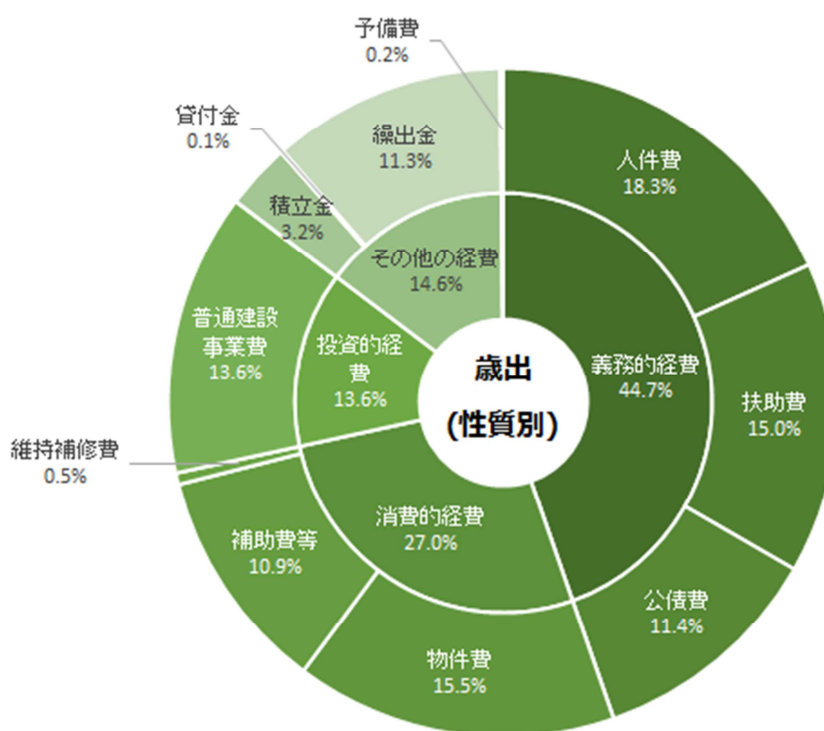 予備費
0.2%
貸付金
0.1%
繰出金
11.3%
人件費
18.3%
積立金
3.2%
その他の経費
14.6%
普通建設
事業費
13.6%
投資的経
費
13.6%
歳出
(性質別)
義務的経費
44.7%
扶助費
15.0%
維持補修費
0.5%
消費的経費
27.0%
補助費等
10.9%
公債費
11.4%
物件費
15.5%